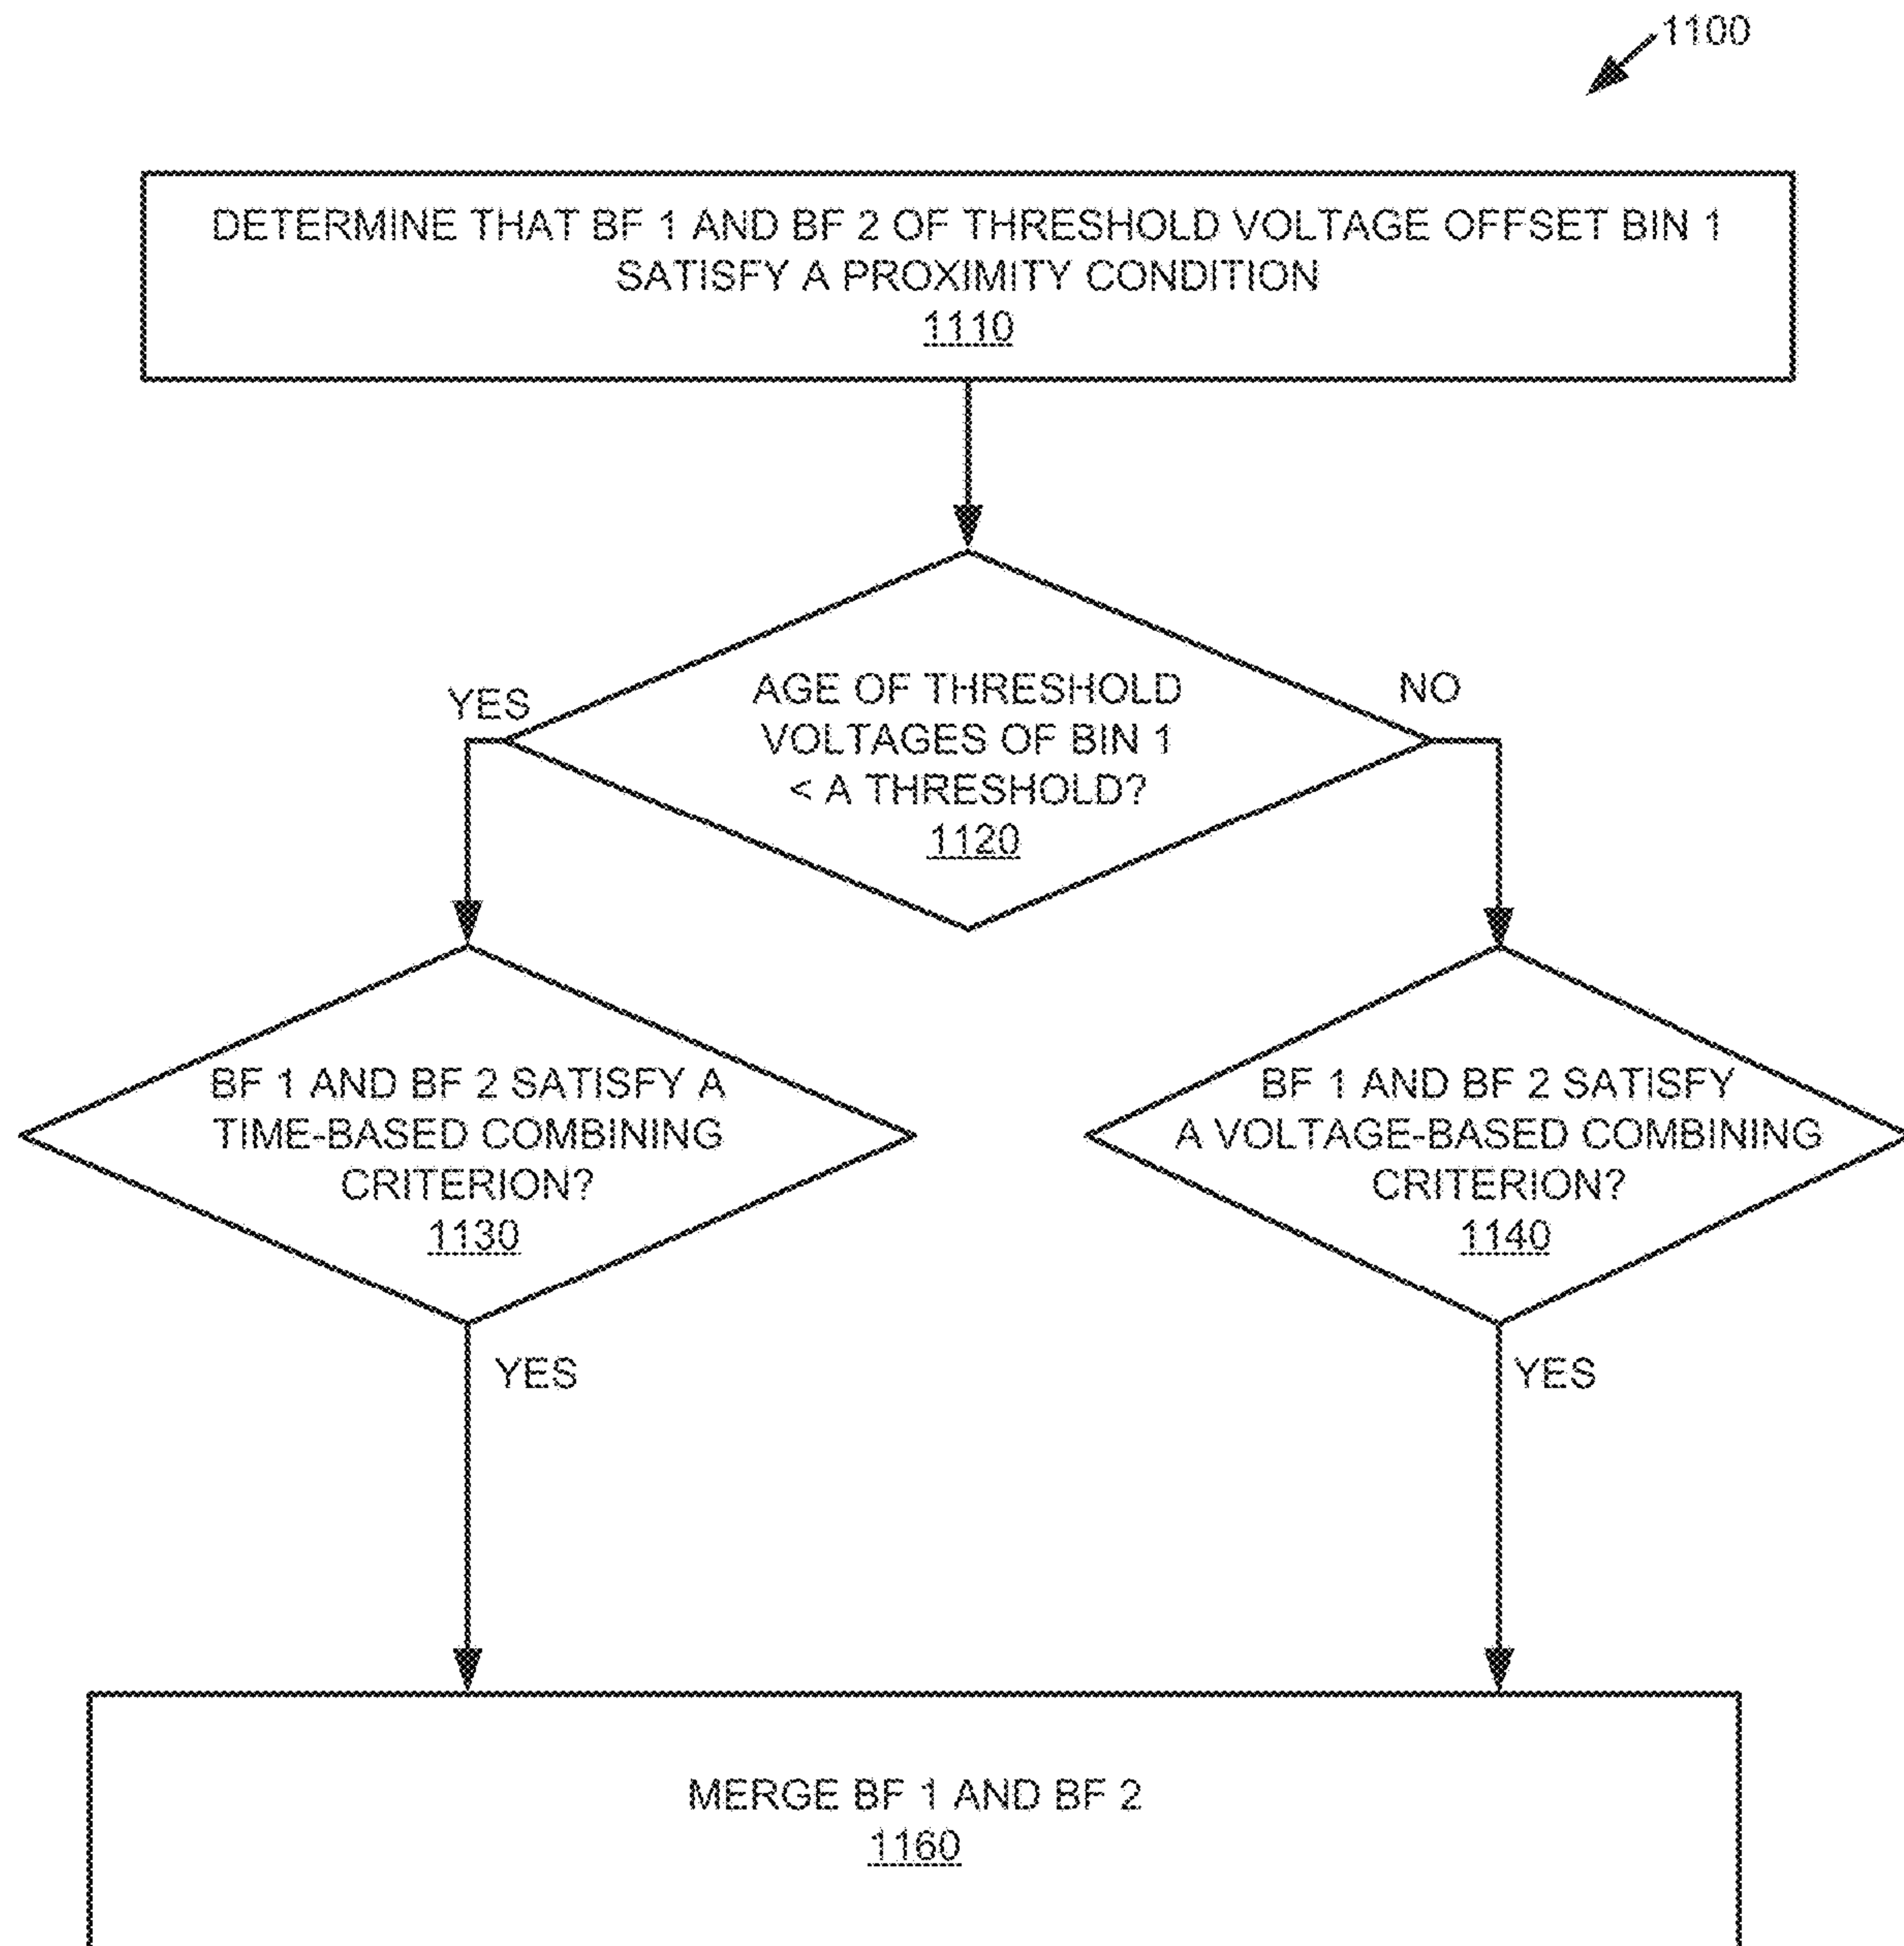 1100
DETERMINE THAT BF 1 AND BF 2 OF THRESHOLD VOLTAGE OFFSET BIN 1
SATISFY A PROXIMITY CONDITION
1110
YES
NO
AGE OF THRESHOLD
VOLTAGES OF BIN 1
< A THRESHOLD?
1120
BF 1 AND BF 2 SATISFY A
TIME-BASED COMBINING
CRITERION?
1130
BF 1 AND BF 2 SATISFY
A VOLTAGE-BASED COMBINING
CRITERION?
1140
YES
YES
MERGE BF 1 AND BF 2
1160